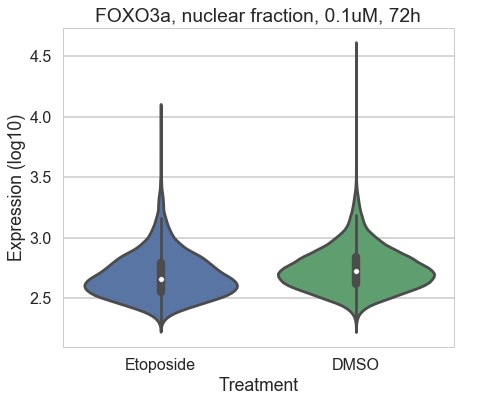 FOXO3a, nuclear fraction, 0.1uM, 72h
4.5
4.0
3.5
3.0
2.5
Expression (log10)
Etoposide DMSO
Treatment